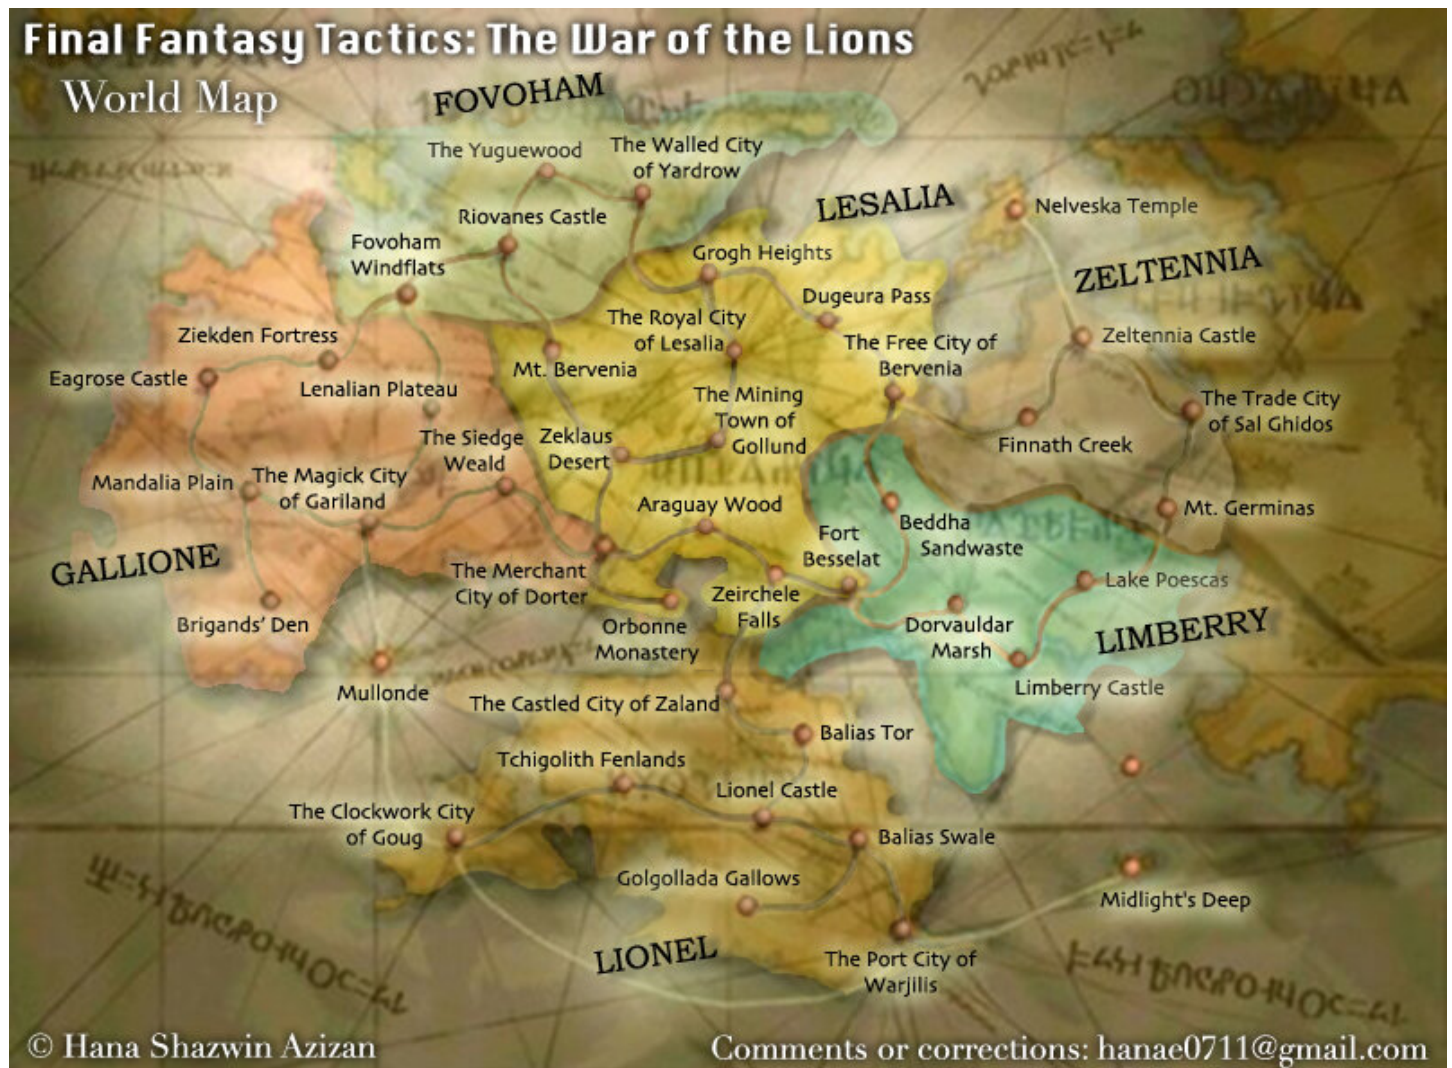 Final Fantasy Tactics: The War of the Lions
World Map
FOVOHAM
The Yuguewood
The Walled City
of Yardrow
LESALIA
Nelveska Temple
Riovanes Castle
Fovoham
Windflats
Grogh Heights
ZELTENNIA
Dugeura Pass
The Royal City
of Lesalia
Ziekden Fortress
The Free City of
Bervenia
Zeltennia Castle
Eagrose Castle
Lenalian Plateau
Mt. Bervenia
The Mining
Town of
Gollund
The Trade City
of Sal Ghidos
The Siedge
Weald
Zeklaus
Desert
Finnath Creek
Mandalia Plain
The Magick City
of Gariland
Araguay Wood
Mt. Germinas
Fort
Besselat
Beddha
Sandwaste
GALLIONE
The Merchant
City of Dorter
Zeirchele
Falls
Lake Poescas
Brigands' Den
Orbonne
Monastery
Dorvauldar
Marsh
LIMBERRY
Mullonde
The Castled City of Zaland
Limberry Castle
Balias Tor
Tchigolith Fenlands
Lionel Castle
The Clockwork City
of Goug
Balias Swale
Golgollada Gallows
Midlight's Deep
LIONEL
The Port City of
Warjilis
© Hana Shazwin Azizan
Comments or corrections: hanae0711@gmail.com